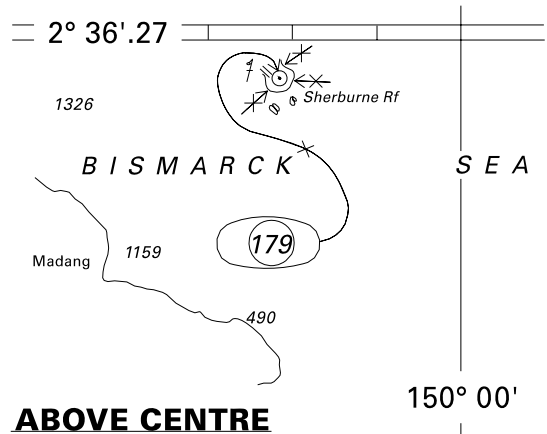 2° 36'.27
Sherburne Rf
1326
BISMARCK SEA
179
Madang 1159
490
150° 00'
ABOVE CENTRE